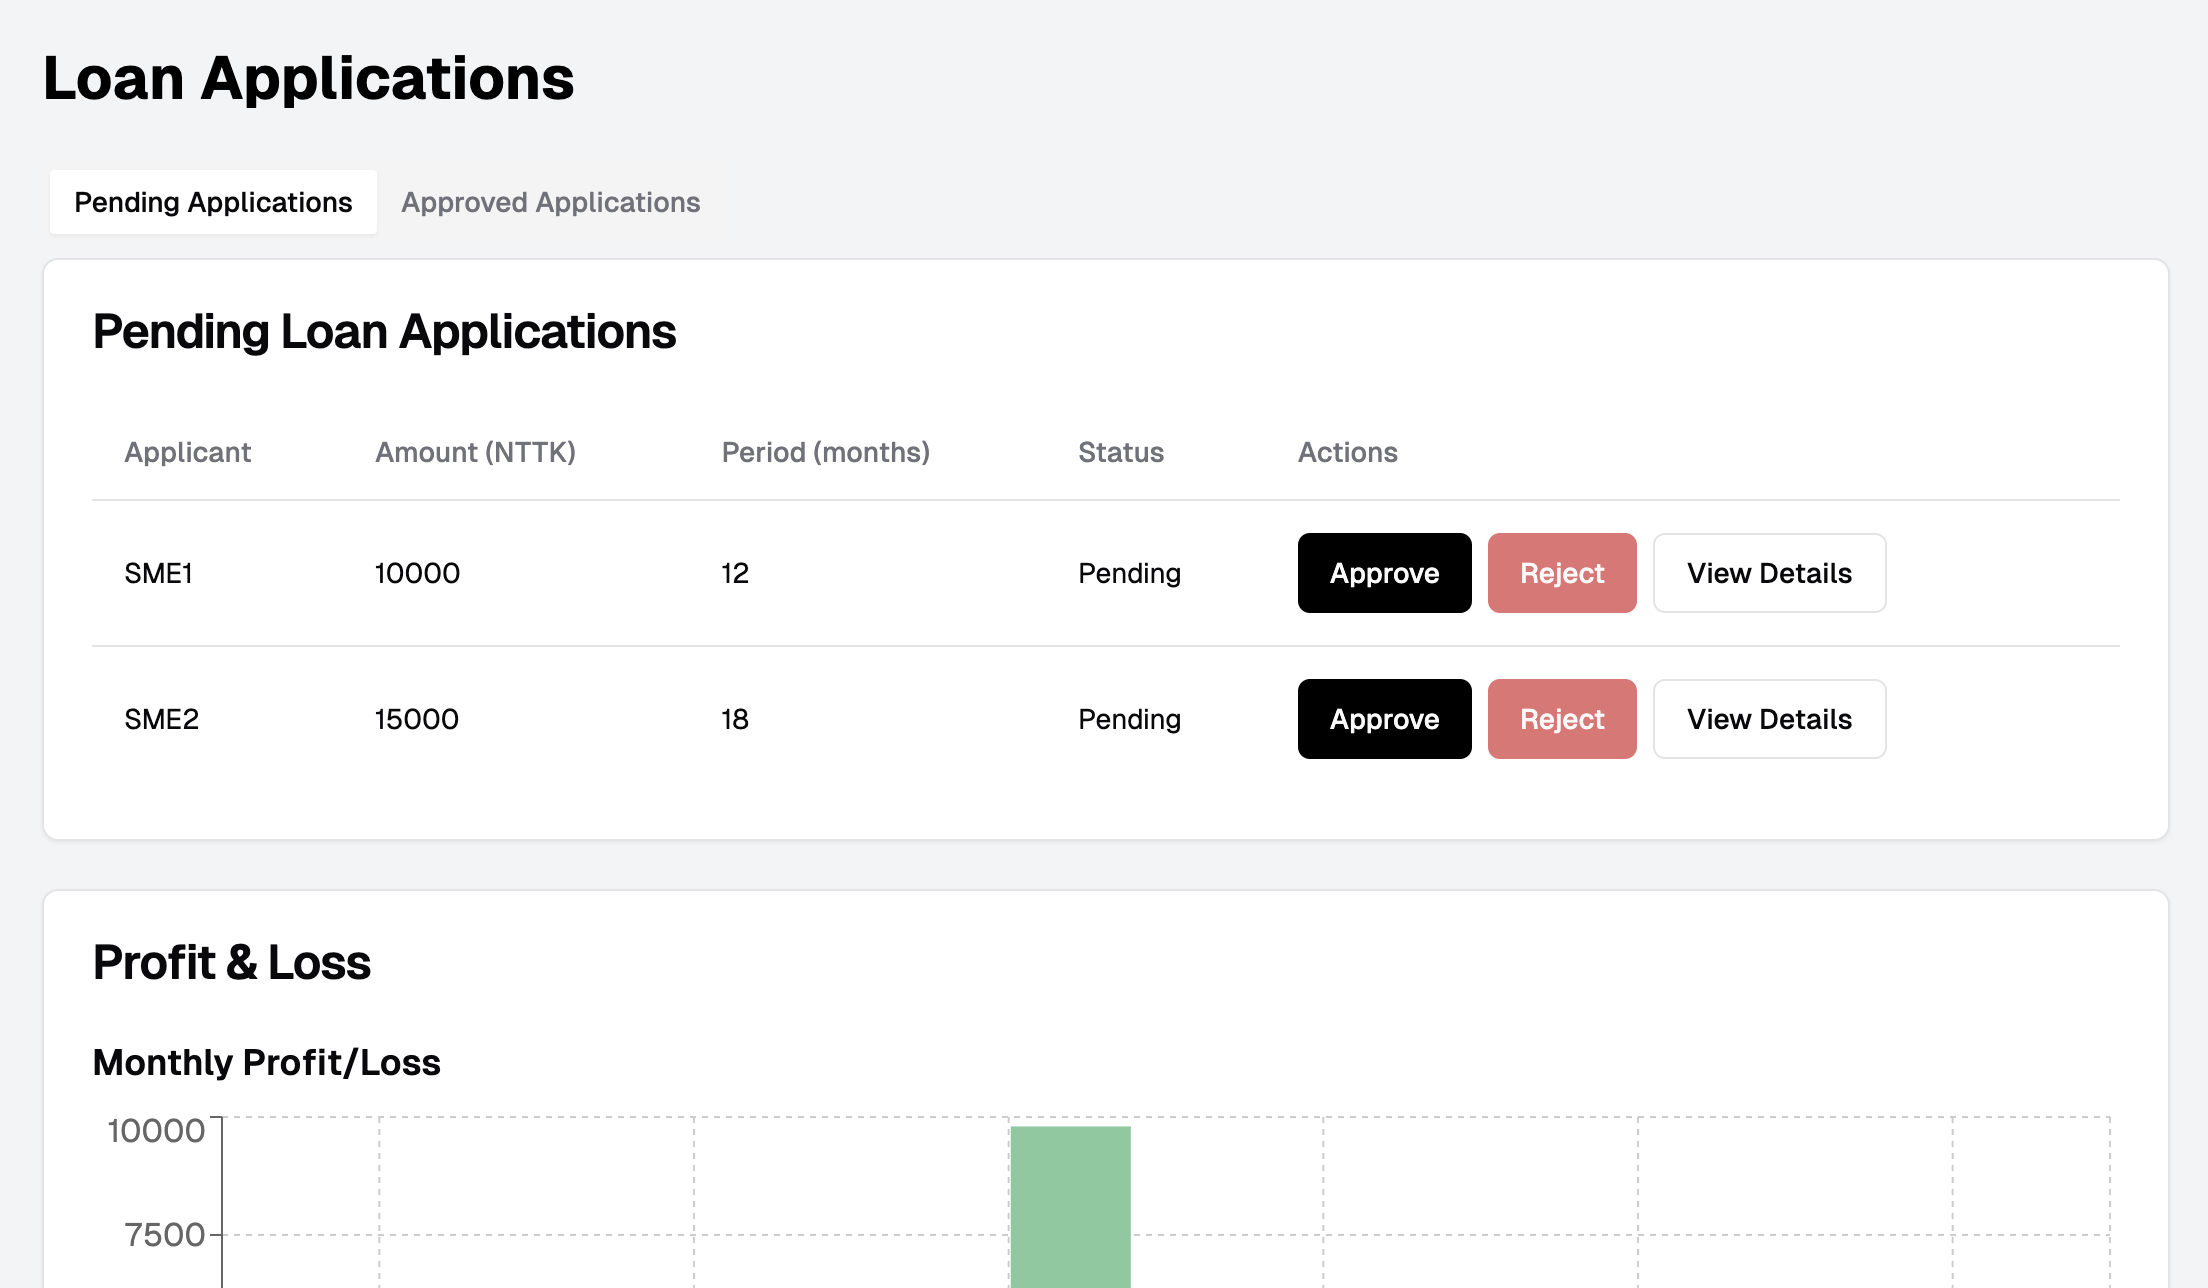 Loan Applications
Pending Applications Approved Applications
Pending Loan Applications
Applicant Amount (NTTK) Period (months) Status Actions
SME1 10000 12 Pending Approve Reject View Details
SME2 15000 18 Pending Approve Reject View Details
Profit & Loss
Monthly Profit/Loss
10000
7500